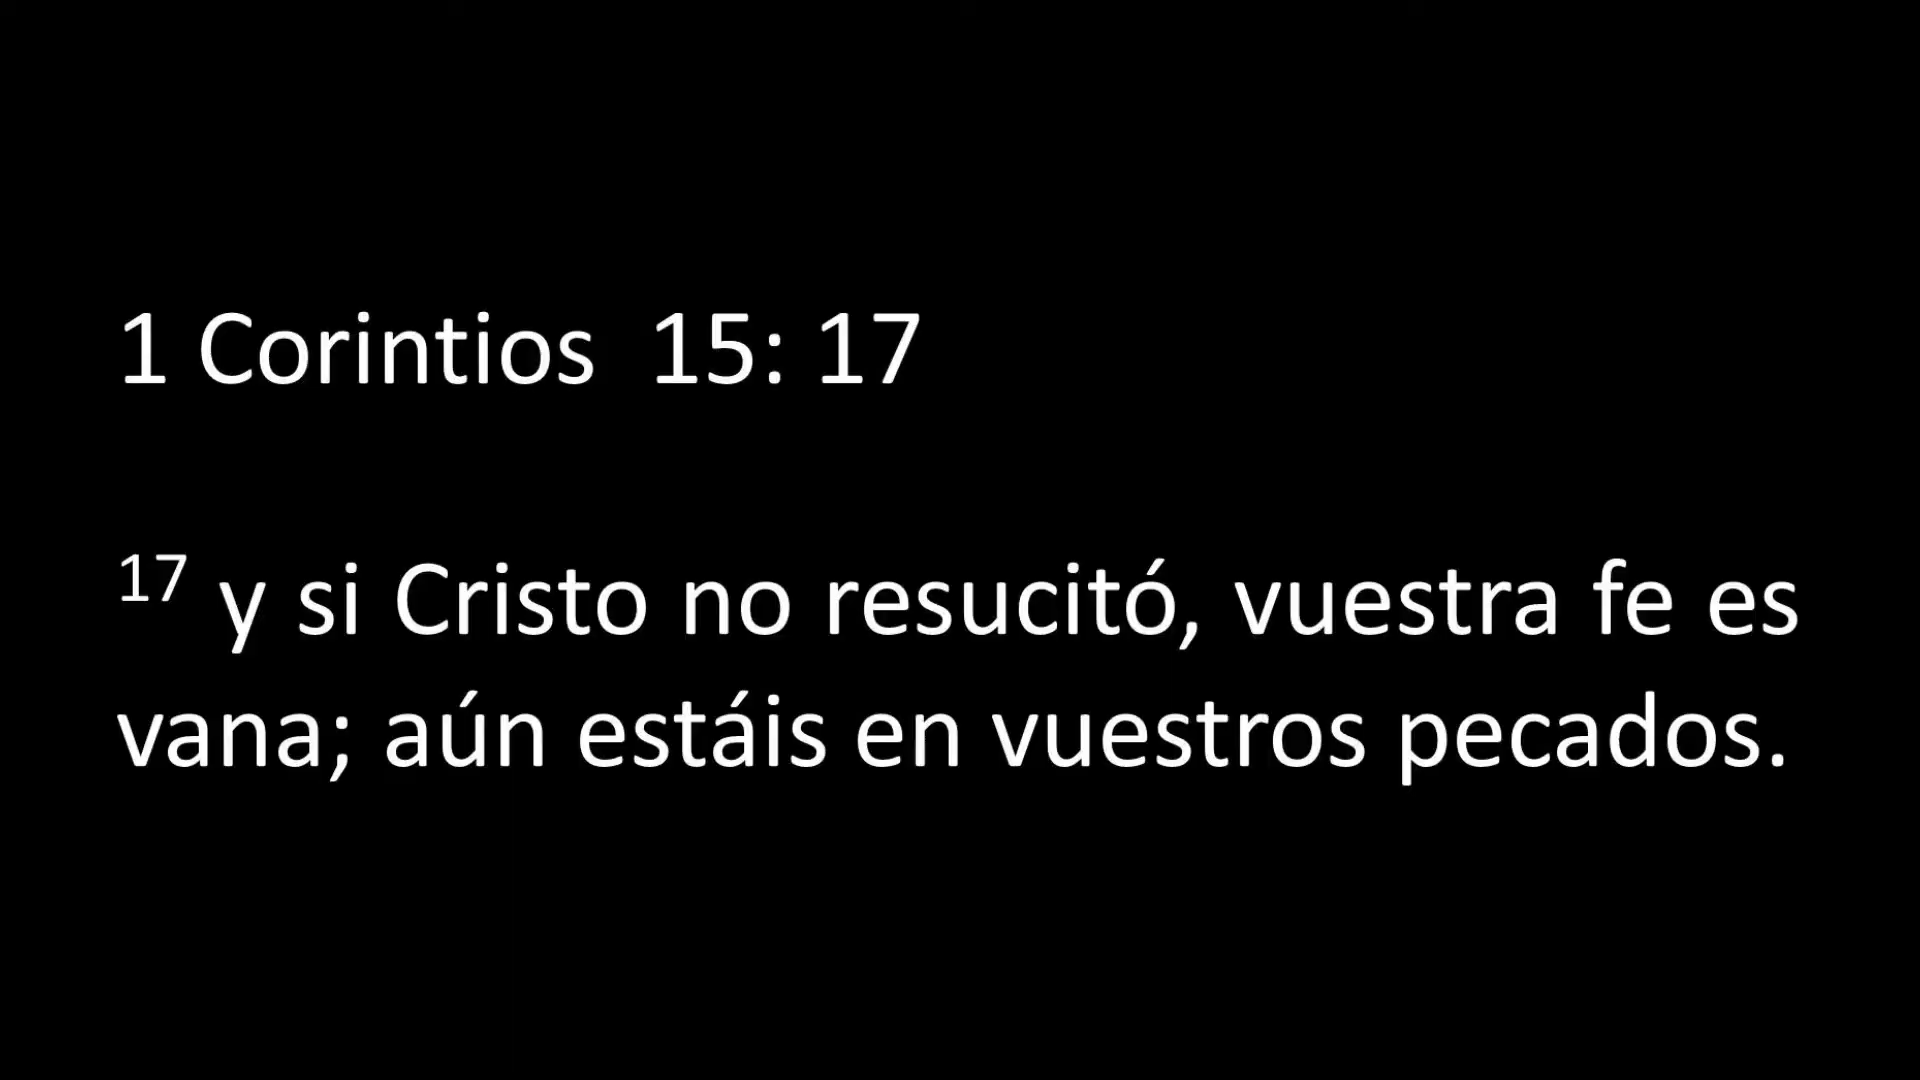 1 Corintios  15: 17
17 y si Cristo no resucitó, vuestra fe es
vana; aún estáis en vuestros pecados.